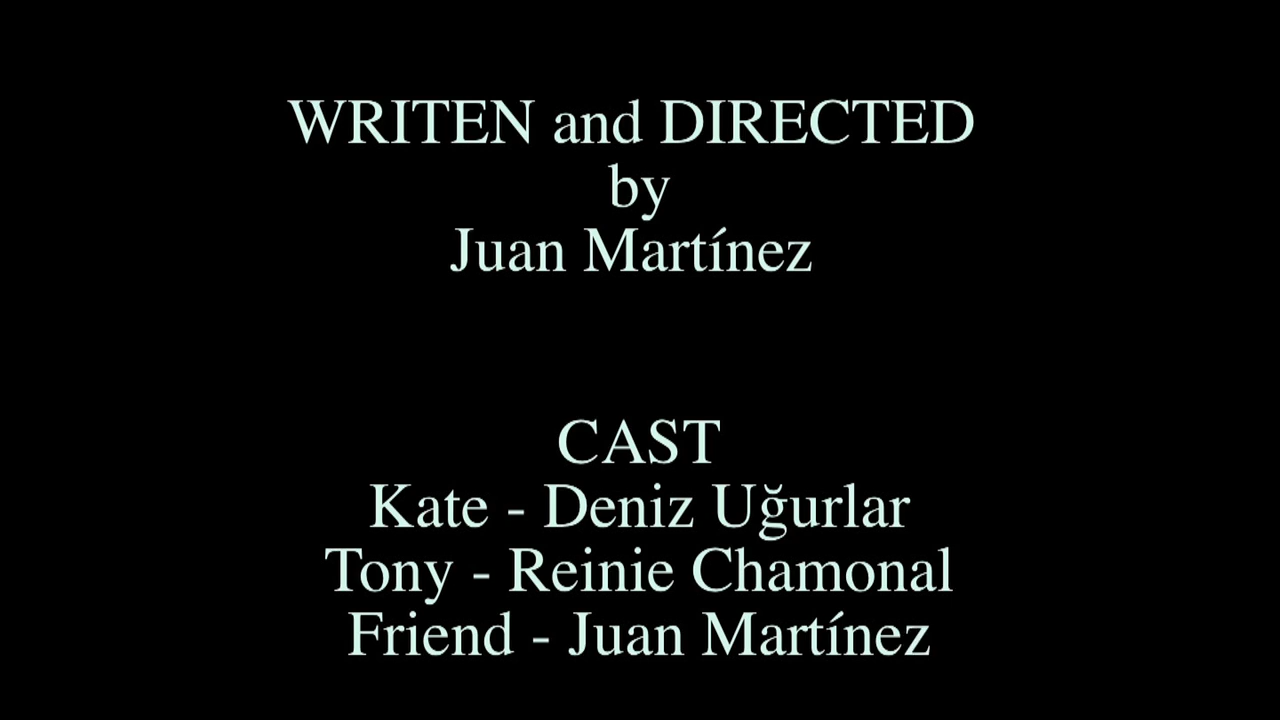 WRITEN and DIRECTED
by
Juan Martínez
CAST
Kate - Deniz Uğurlar
Tony - Reinie Chamonal
Friend - Juan Martínez